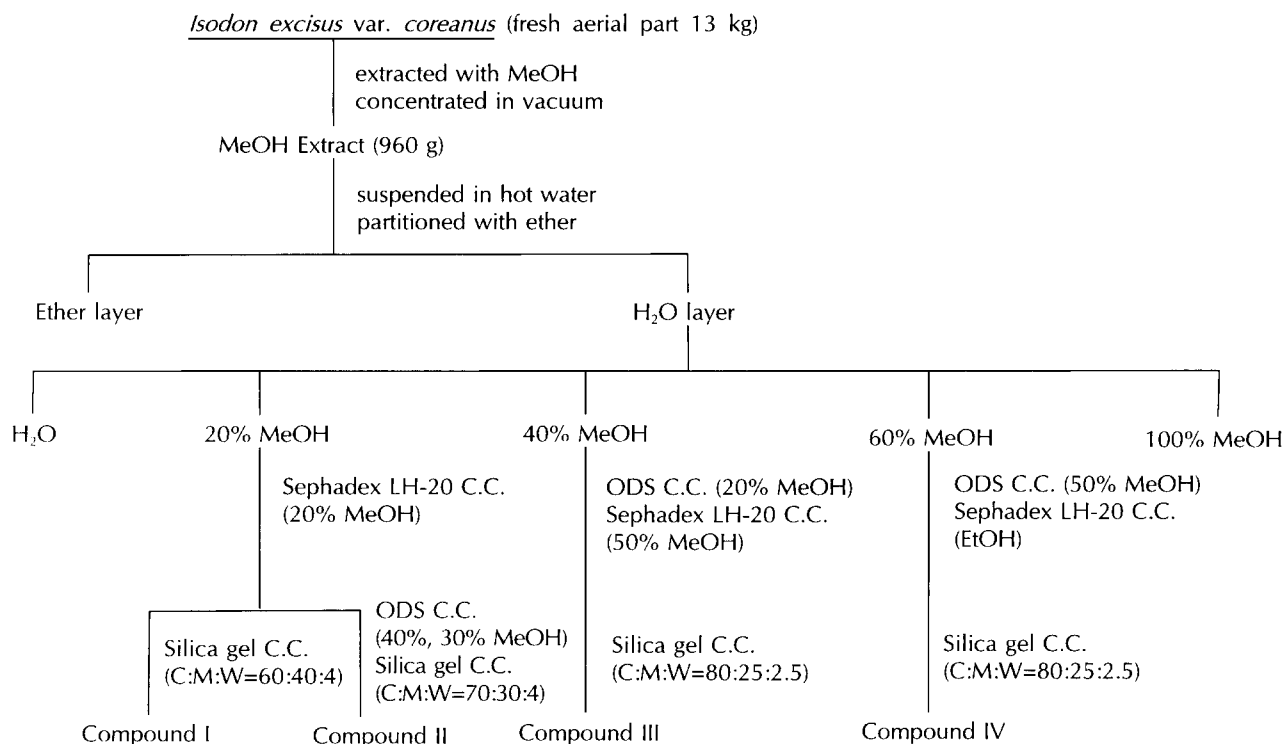 Isodon excisus var. coreanus (fresh aerial part 13 kg)
extracted with MeOH
concentrated in vacuum
MeOH Extract (960 g)
suspended in hot water
partitioned with ether
Ether layer
H₂O layer
H₂O
20% MeOH
40% MeOH
60% MeOH
100% MeOH
Sephadex LH-20 C.C.
(20% MeOH)
ODS C.C. (20% MeOH)
Sephadex LH-20 C.C.
(50% MeOH)
ODS C.C. (50% MeOH)
Sephadex LH-20 C.C.
(EtOH)
Silica gel C.C.
(C:M:W=60:40:4)
ODS C.C.
(40%, 30% MeOH)
Silica gel C.C.
(C:M:W=70:30:4)
Silica gel C.C.
(C:M:W=80:25:2.5)
Silica gel C.C.
(C:M:W=80:25:2.5)
Compound I
Compound II
Compound III
Compound IV